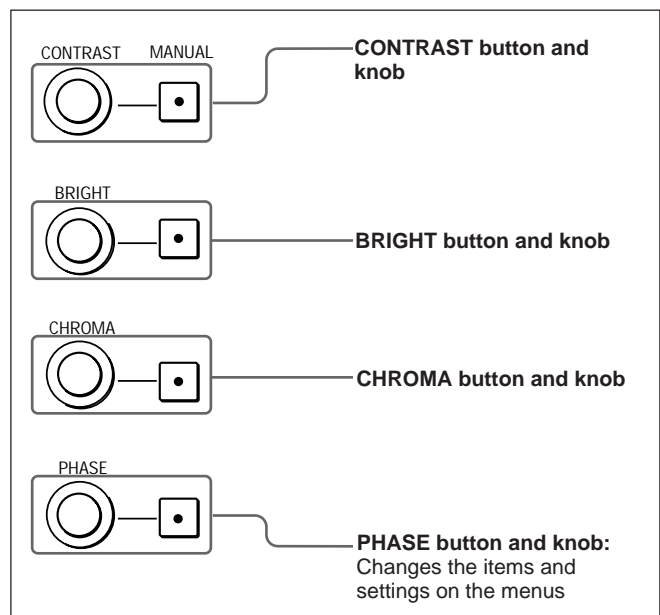 CONTRAST MANUAL
CONTRAST button and
knob
BRIGHT
BRIGHT button and knob
CHROMA
CHROMA button and knob
PHASE
PHASE button and knob:
Changes the items and
settings on the menus